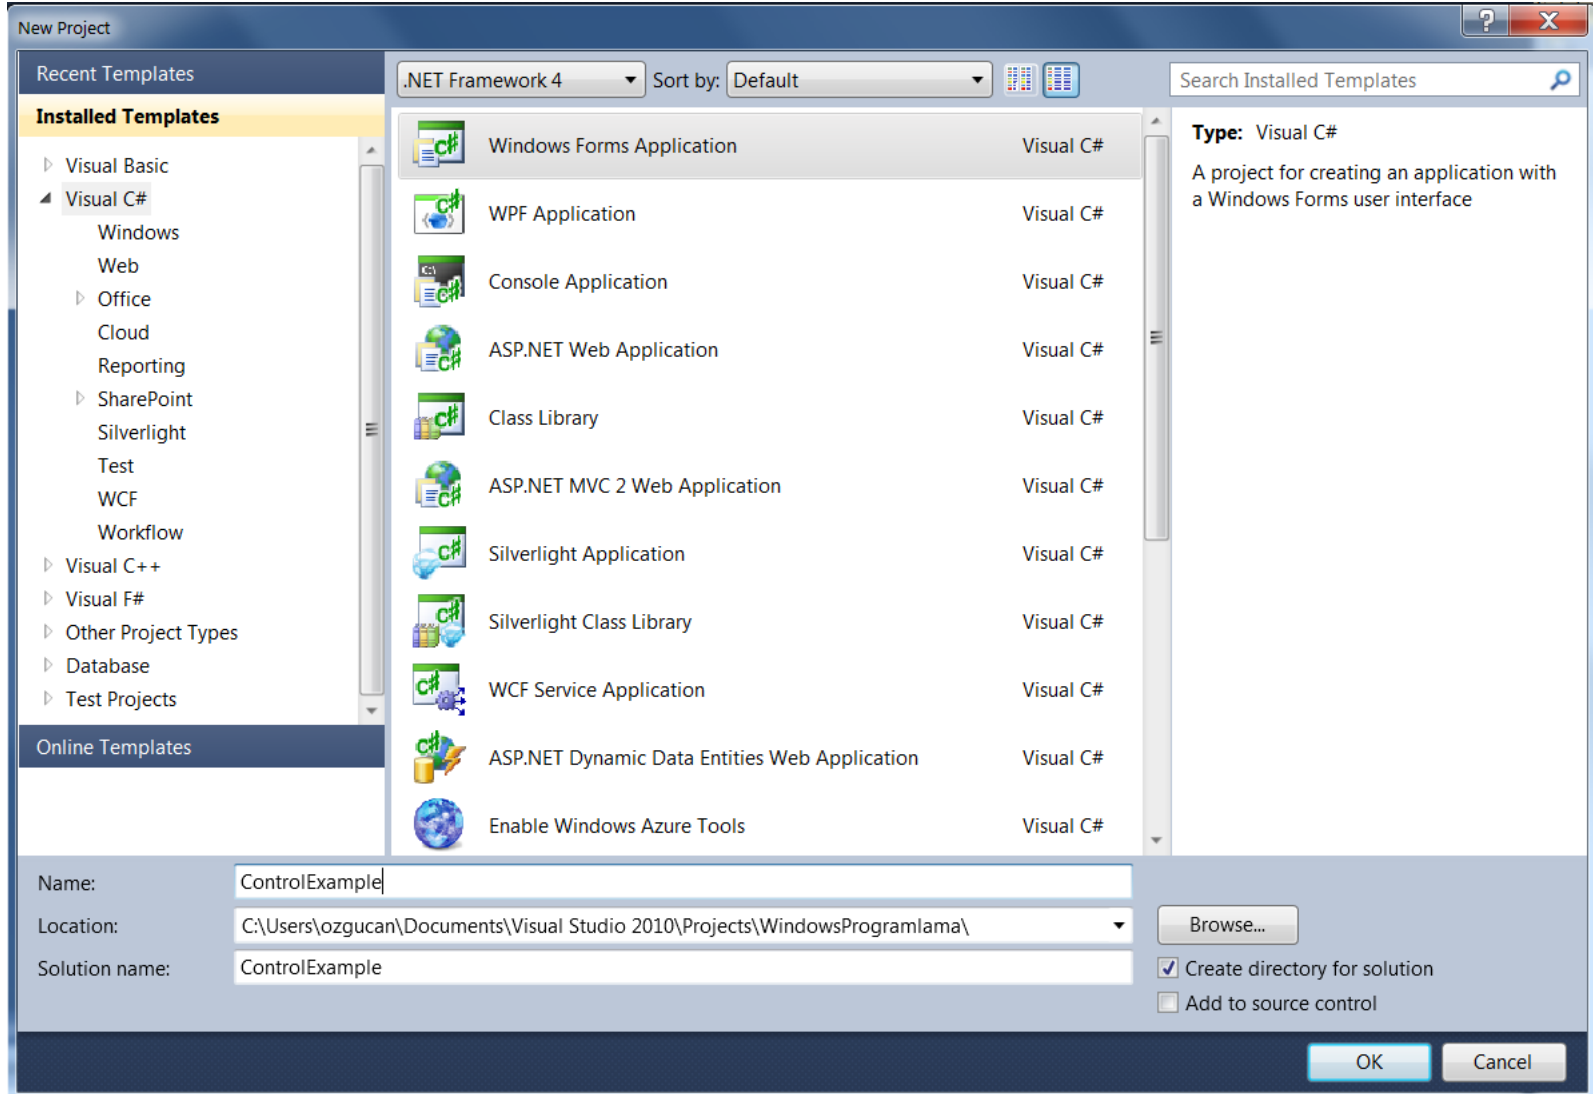 New Project
Recent Templates
Installed Templates
Visual Basic
Visual C#
Windows
Web
Office
Cloud
Reporting
SharePoint
Silverlight
Test
WCF
Workflow
Visual C++
Visual F#
Other Project Types
Database
Test Projects
Online Templates
.NET Framework 4 Sort by: Default
Windows Forms Application Visual C#
WPF Application Visual C#
Console Application Visual C#
ASP.NET Web Application Visual C#
Class Library Visual C#
ASP.NET MVC 2 Web Application Visual C#
Silverlight Application Visual C#
Silverlight Class Library Visual C#
WCF Service Application Visual C#
ASP.NET Dynamic Data Entities Web Application Visual C#
Enable Windows Azure Tools Visual C#
Search Installed Templates
Type: Visual C#
A project for creating an application with
a Windows Forms user interface
Name: ControlExample
Location: C:\Users\ozgucan\Documents\Visual Studio 2010\Projects\WindowsProgramlama\
Browse...
Solution name: ControlExample
Create directory for solution
Add to source control
OK Cancel